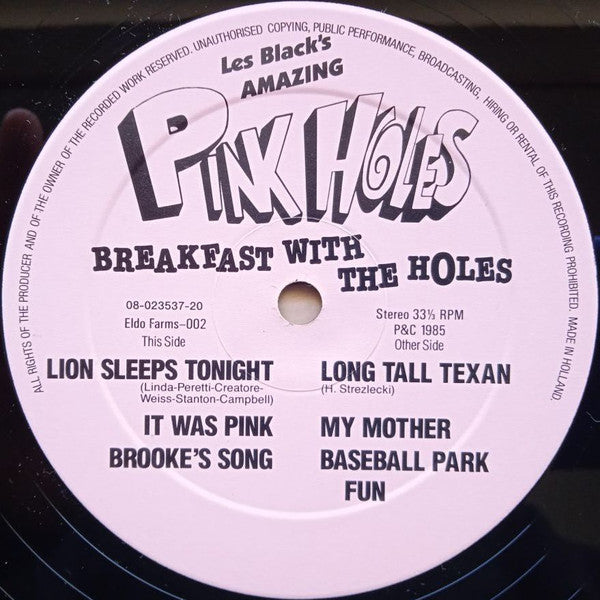 ALL RIGHTS OF THE PRODUCER AND OF THE OWNER OF THE RECORDED WORK RESERVED. UNAUTHORISED COPYING, PUBLIC PERFORMANCE, BROADCASTING, HIRING OR RENTAL OF THIS RECORDING PROHIBITED. MADE IN HOLLAND.
Les Black's
AMAZING
PINK HOLES
BREAKFAST WITH
THE HOLES
08-023537-20
Eldo Farms-002
This Side
LION SLEEPS TONIGHT
(Linda-Peretti-Creatore-
Weiss-Stanton-Campbell)
IT WAS PINK
BROOKE'S SONG
Stereo 33⅓ RPM
P&C 1985
Other Side
LONG TALL TEXAN
(H. Strezlecki)
MY MOTHER
BASEBALL PARK
FUN